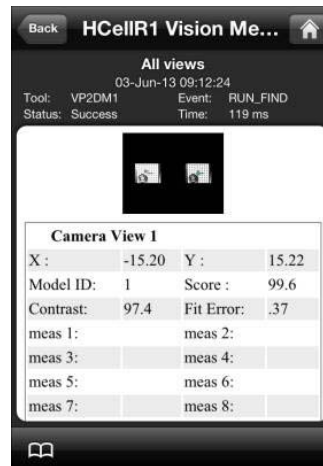 Back HCellR1 Vision Me...
All views
03-Jun-13 09:12:24
Tool: VP2DM1 Event: RUN_FIND
Status: Success Time: 119 ms
Camera View 1
X : -15.20 Y : 15.22
Model ID: 1 Score : 99.6
Contrast: 97.4 Fit Error: .37
meas 1: meas 2:
meas 3: meas 4:
meas 5: meas 6:
meas 7: meas 8: